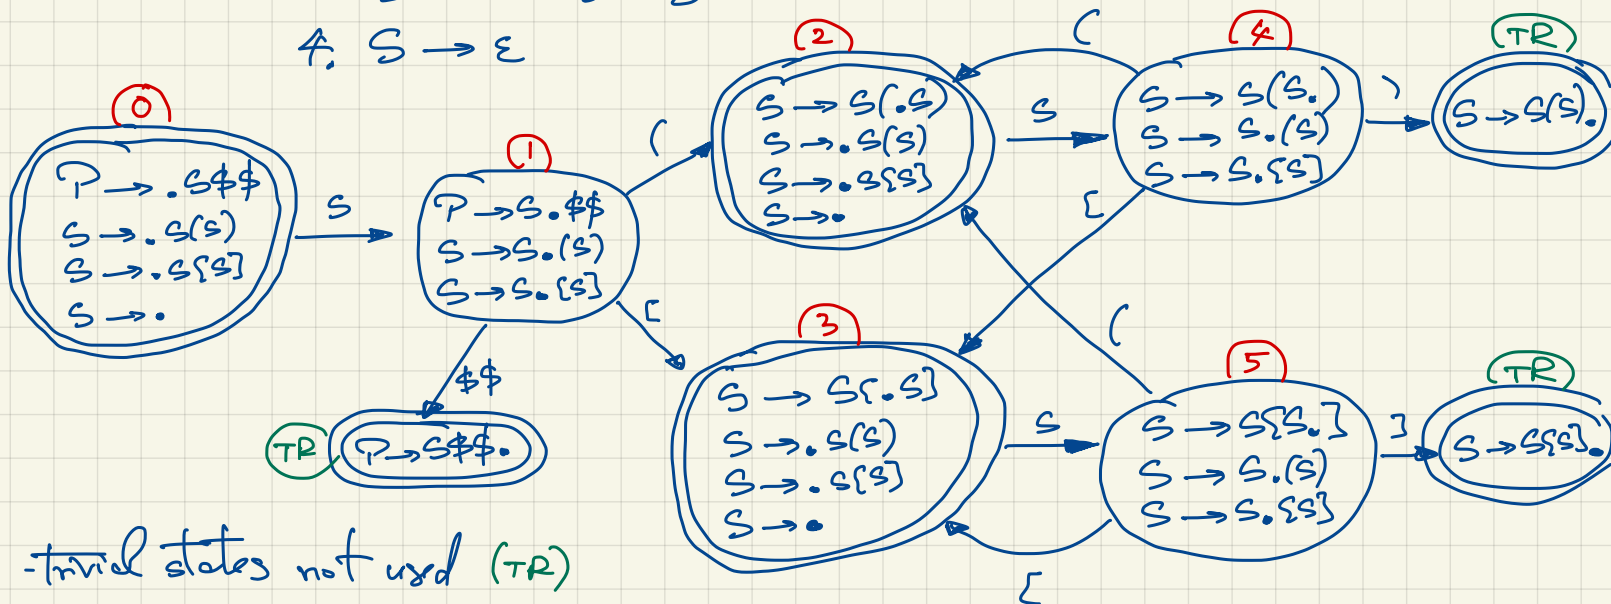 4. S → ε
0
P → .S$$
S → .S(S)
S → .S[S]
S → .
S
1
P → S.$$
S → S.(S)
S → S.[S]
(
[
$$
TR
P → S$$.
2
S → S(.S)
S → .S(S)
S → .S[S]
S → .
S
(
4
S → S(S.)
S → S.(S)
S → S.[S]
)
[
TR
S → S(S).
3
S → S[.S]
S → .S(S)
S → .S[S]
S → .
S
(
5
S → S[S.]
S → S.(S)
S → S.[S]
]
[
TR
S → S[S].
-trivial states not used (TR)